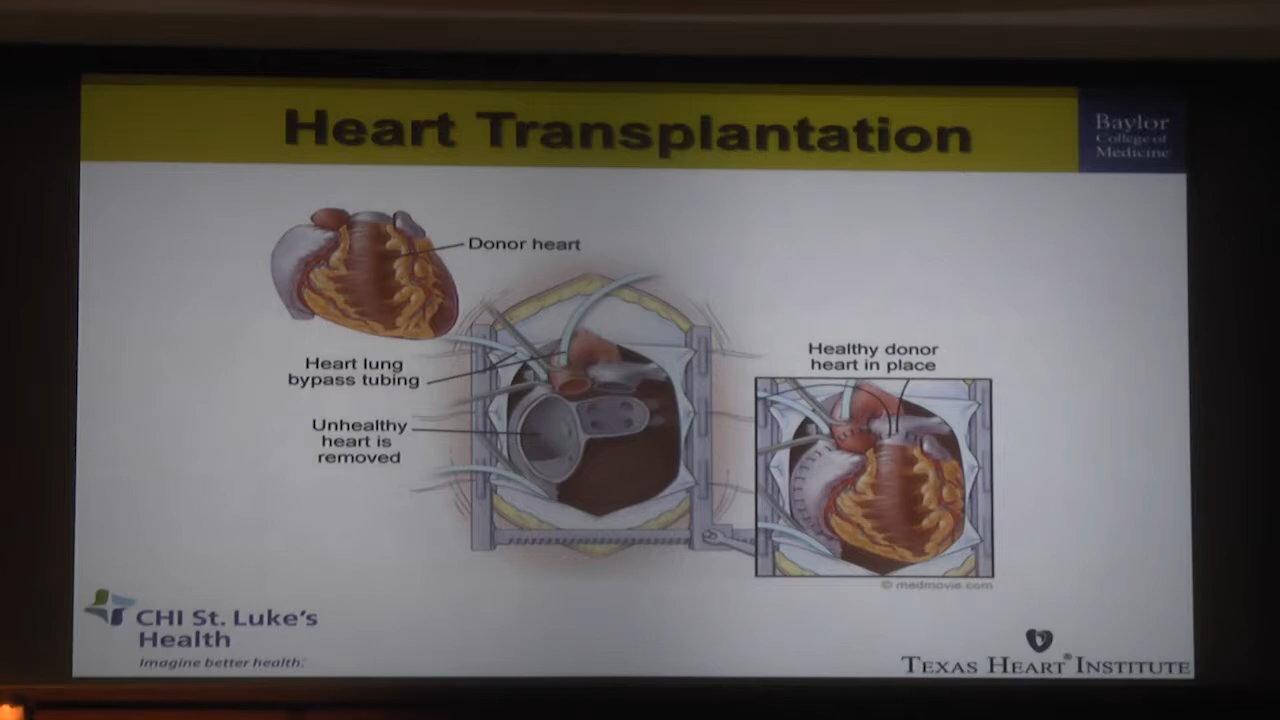 Heart Transplantation
Baylor
College of
Medicine
Donor heart
Heart lung
bypass tubing
Unhealthy
heart is
removed
Healthy donor
heart in place
© medmovie.com
CHI St. Luke's
Health
Imagine better health.
TEXAS HEART® INSTITUTE